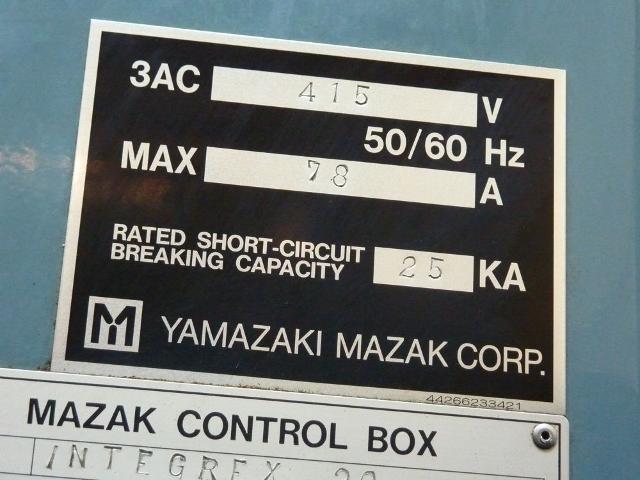 3AC 415 V
50/60 Hz
MAX 78 A
RATED SHORT-CIRCUIT
BREAKING CAPACITY 25 KA
M YAMAZAKI MAZAK CORP.
44266233421
MAZAK CONTROL BOX
INTEGREX